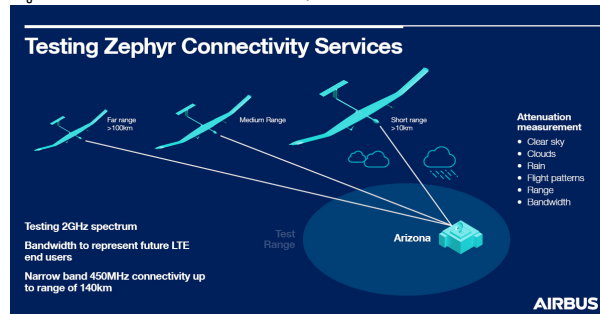 Testing Zephyr Connectivity Services
Far range
>100km
Medium Range
Short range
>10km
Attenuation
measurement
• Clear sky
• Clouds
• Rain
• Flight patterns
• Range
• Bandwidth
Testing 2GHz spectrum
Bandwidth to represent future LTE
end users
Narrow band 450MHz connectivity up
to range of 140km
Test
Range
Arizona
AIRBUS